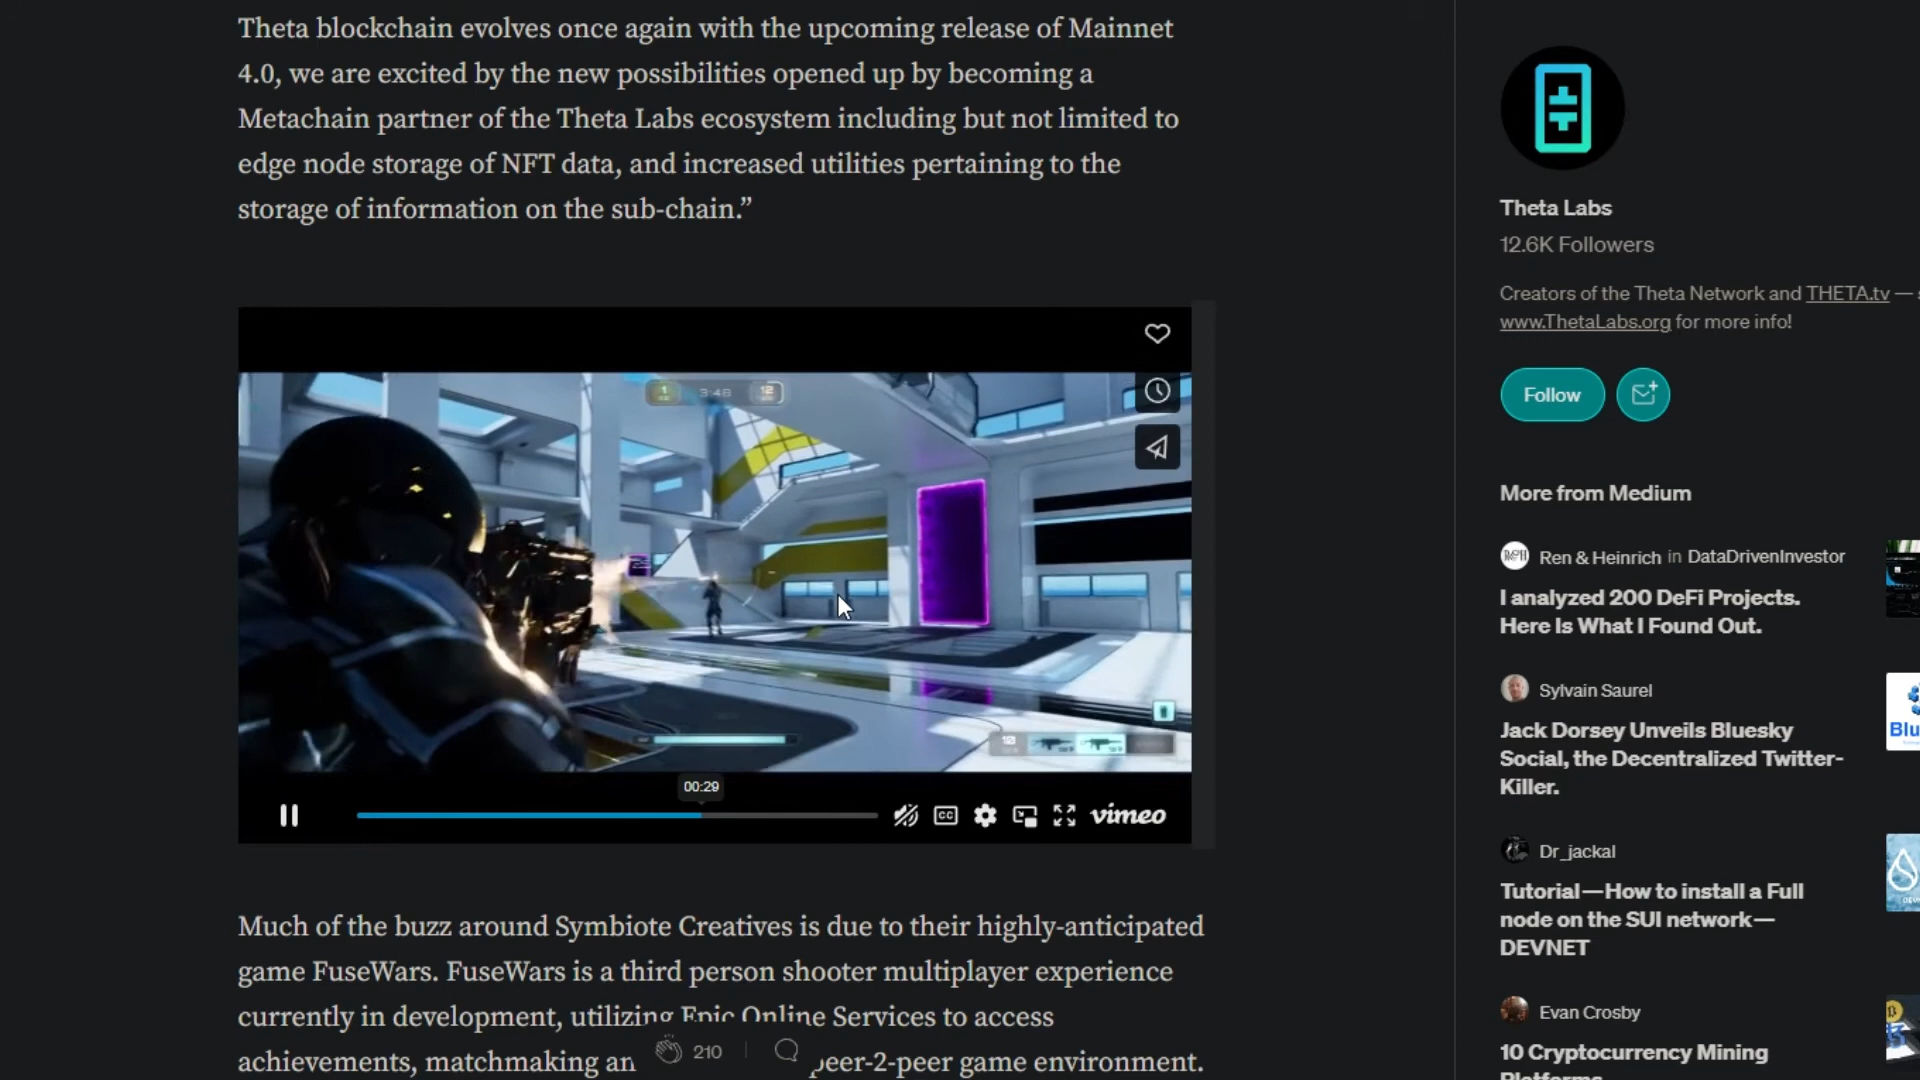 Theta blockchain evolves once again with the upcoming release of Mainnet
4.0, we are excited by the new possibilities opened up by becoming a
Metachain partner of the Theta Labs ecosystem including but not limited to
edge node storage of NFT data, and increased utilities pertaining to the
storage of information on the sub-chain.”
1 3:48 12
00:29
CC
vimeo
Much of the buzz around Symbiote Creatives is due to their highly-anticipated
game FuseWars. FuseWars is a third person shooter multiplayer experience
currently in development, utilizing Epic Online Services to access
achievements, matchmaking an peer-2-peer game environment.
210
Theta Labs
12.6K Followers
Creators of the Theta Network and THETA.tv —
www.ThetaLabs.org for more info!
Follow
More from Medium
Ren & Heinrich in DataDrivenInvestor
I analyzed 200 DeFi Projects.
Here Is What I Found Out.
Sylvain Saurel
Jack Dorsey Unveils Bluesky
Social, the Decentralized Twitter-
Killer.
Blu
Dr_jackal
Tutorial—How to install a Full
node on the SUI network—
DEVNET
Evan Crosby
10 Cryptocurrency Mining
Platforms